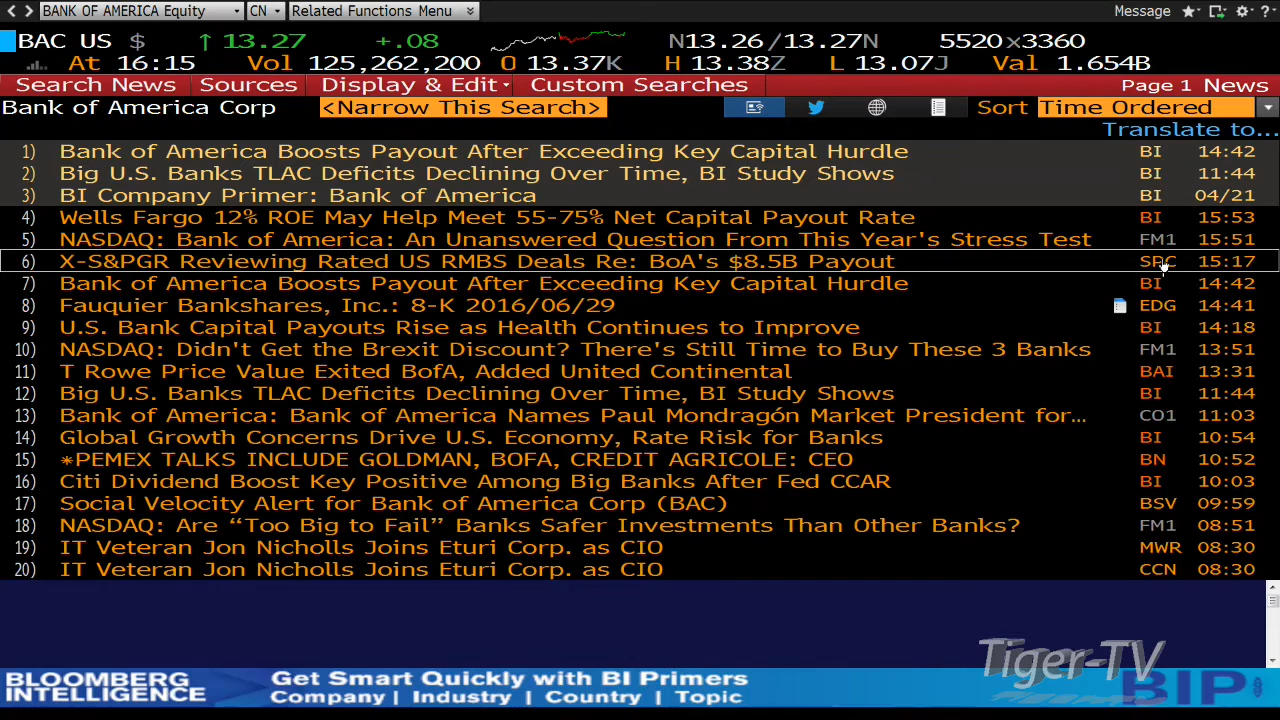 BANK OF AMERICA Equity CN Related Functions Menu Message ?
BAC US $ ↑ 13.27 +.08 N13.26/13.27N 5520x3360
At 16:15 Vol 125,262,200 O 13.37K H 13.38Z L 13.07J Val 1.654B
Search News Sources Display & Edit Custom Searches Page 1 News
Bank of America Corp <Narrow This Search> Sort Time Ordered
Translate to...
1) Bank of America Boosts Payout After Exceeding Key Capital Hurdle BI 14:42
2) Big U.S. Banks TLAC Deficits Declining Over Time, BI Study Shows BI 11:44
3) BI Company Primer: Bank of America BI 04/21
4) Wells Fargo 12% ROE May Help Meet 55-75% Net Capital Payout Rate BI 15:53
5) NASDAQ: Bank of America: An Unanswered Question From This Year's Stress Test FM1 15:51
6) X-S&PGR Reviewing Rated US RMBS Deals Re: BoA's $8.5B Payout SPC 15:17
7) Bank of America Boosts Payout After Exceeding Key Capital Hurdle BI 14:42
8) Fauquier Bankshares, Inc.: 8-K 2016/06/29 EDG 14:41
9) U.S. Bank Capital Payouts Rise as Health Continues to Improve BI 14:18
10) NASDAQ: Didn't Get the Brexit Discount? There's Still Time to Buy These 3 Banks FM1 13:51
11) T Rowe Price Value Exited BofA, Added United Continental BAI 13:31
12) Big U.S. Banks TLAC Deficits Declining Over Time, BI Study Shows BI 11:44
13) Bank of America: Bank of America Names Paul Mondragón Market President for... CO1 11:03
14) Global Growth Concerns Drive U.S. Economy, Rate Risk for Banks BI 10:54
15) *PEMEX TALKS INCLUDE GOLDMAN, BOFA, CREDIT AGRICOLE: CEO BN 10:52
16) Citi Dividend Boost Key Positive Among Big Banks After Fed CCAR BI 10:03
17) Social Velocity Alert for Bank of America Corp (BAC) BSV 09:59
18) NASDAQ: Are “Too Big to Fail” Banks Safer Investments Than Other Banks? FM1 08:51
19) IT Veteran Jon Nicholls Joins Eturi Corp. as CIO MWR 08:30
20) IT Veteran Jon Nicholls Joins Eturi Corp. as CIO CCN 08:30
Tiger-TV
BLOOMBERG INTELLIGENCE Get Smart Quickly with BI Primers
Company | Industry | Country | Topic BIP